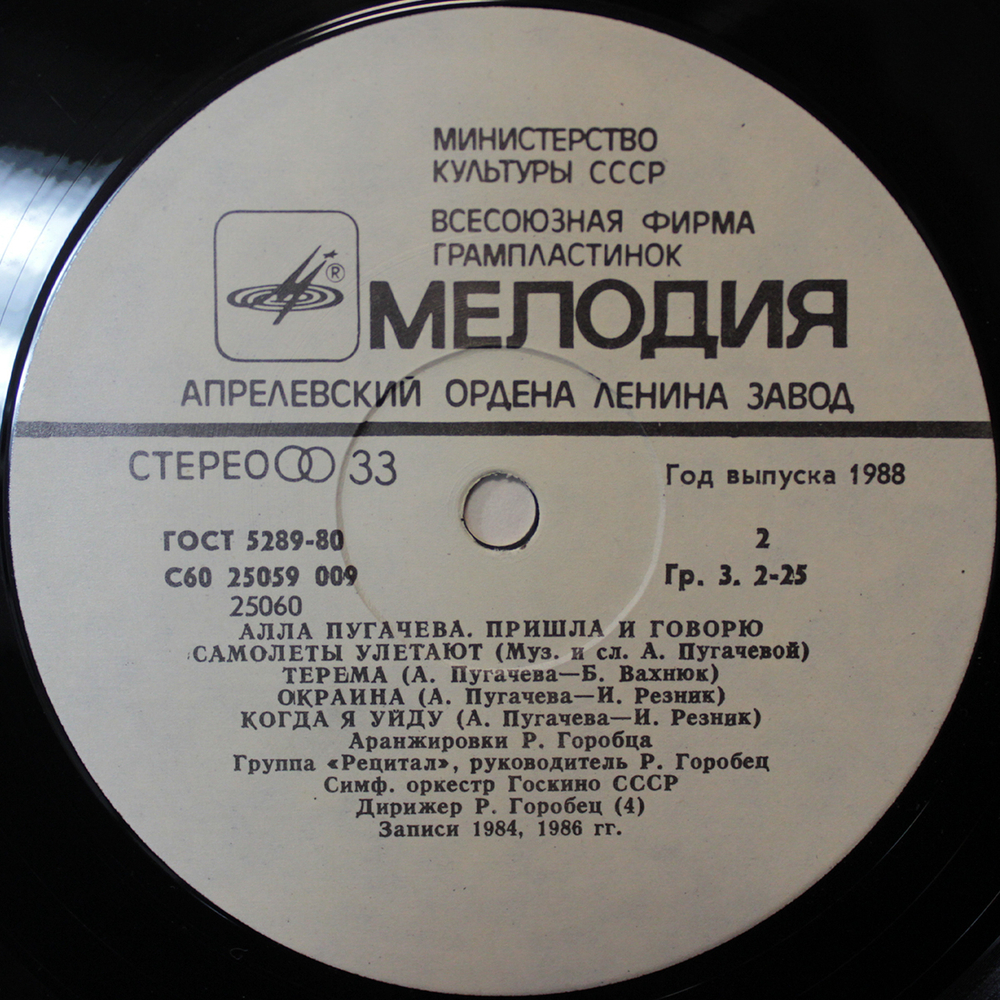 МИНИСТЕРСТВО
КУЛЬТУРЫ СССР
ВСЕСОЮЗНАЯ ФИРМА
ГРАМПЛАСТИНОК
®
МЕЛОДИЯ
АПРЕЛЕВСКИЙ ОРДЕНА ЛЕНИНА ЗАВОД
СТЕРЕО 33
Год выпуска 1988
ГОСТ 5289-80
2
С60 25059 009
Гр. 3. 2-25
25060
АЛЛА ПУГАЧЕВА. ПРИШЛА И ГОВОРЮ
САМОЛЕТЫ УЛЕТАЮТ (Муз. и сл. А. Пугачевой)
ТЕРЕМА (А. Пугачева—Б. Вахнюк)
ОКРАИНА (А. Пугачева—И. Резник)
КОГДА Я УЙДУ (А. Пугачева—И. Резник)
Аранжировки Р. Горобца
Группа «Рецитал», руководитель Р. Горобец
Симф. оркестр Госкино СССР
Дирижер Р. Горобец (4)
Записи 1984, 1986 гг.